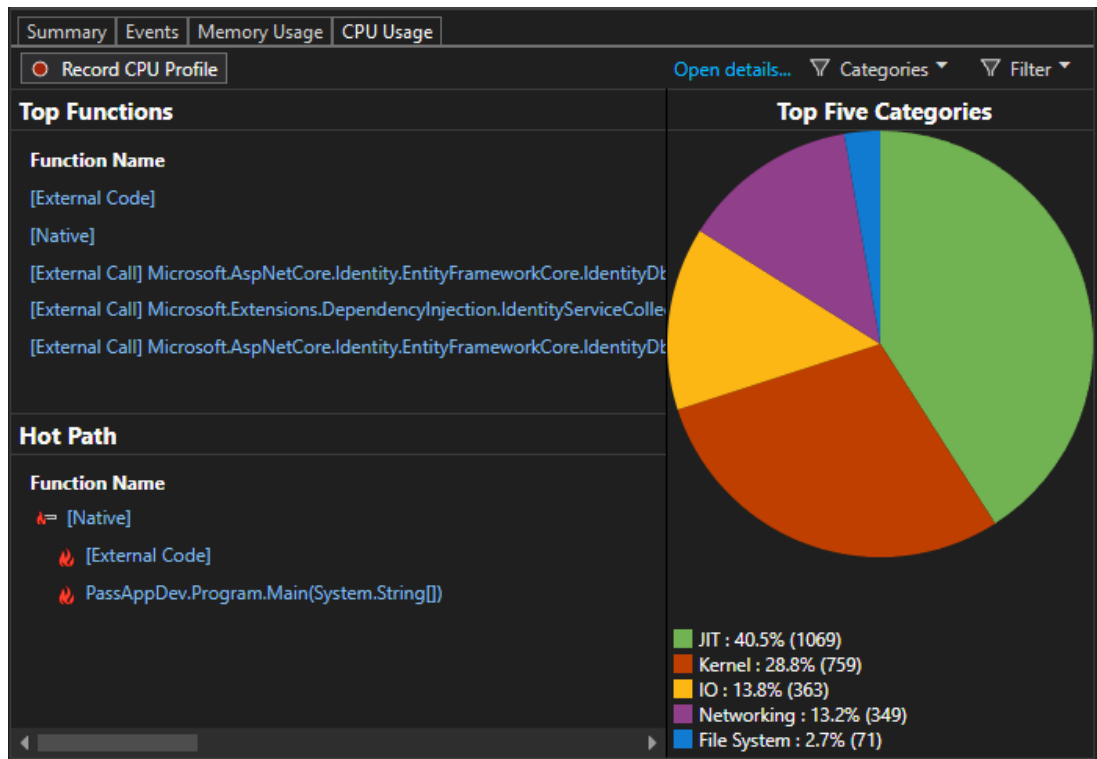 Summary Events Memory Usage CPU Usage
Record CPU Profile Open details... Categories Filter
Top Functions
Function Name
[External Code]
[Native]
[External Call] Microsoft.AspNetCore.Identity.EntityFrameworkCore.IdentityDb
[External Call] Microsoft.Extensions.DependencyInjection.IdentityServiceColle
[External Call] Microsoft.AspNetCore.Identity.EntityFrameworkCore.IdentityDb
Hot Path
Function Name
[Native]
[External Code]
PassAppDev.Program.Main(System.String[])
Top Five Categories
JIT : 40.5% (1069)
Kernel : 28.8% (759)
IO : 13.8% (363)
Networking : 13.2% (349)
File System : 2.7% (71)